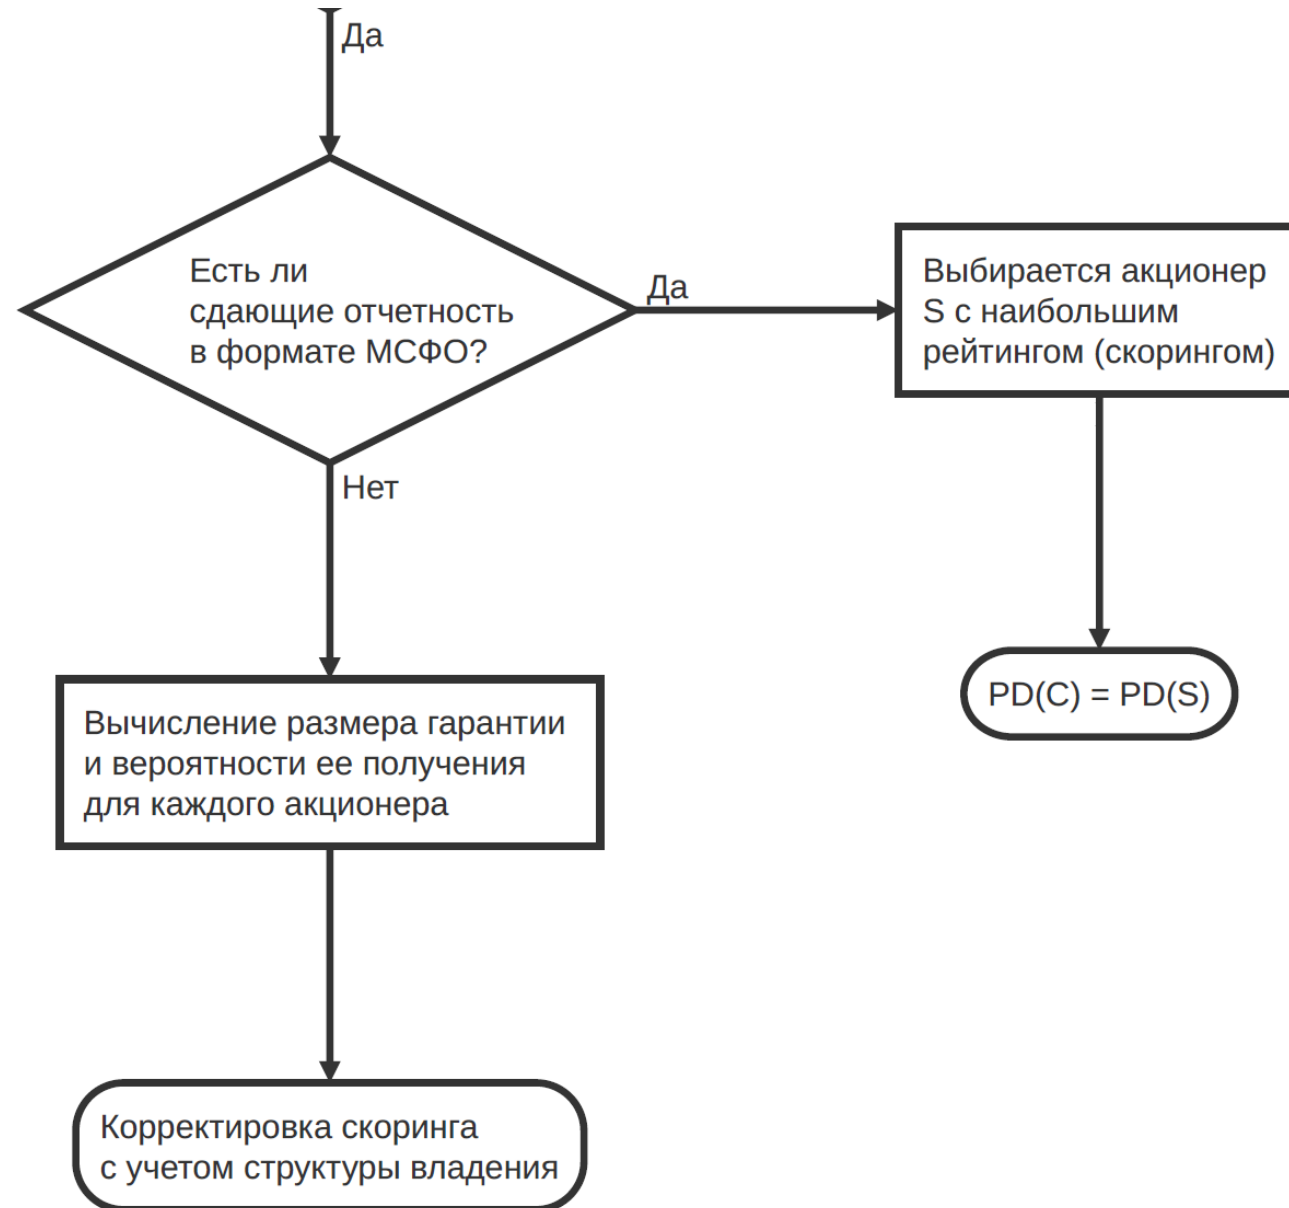 Да
Есть ли
сдающие отчетность
в формате МСФО?
Да
Выбирается акционер
S с наибольшим
рейтингом (скорингом)
Нет
PD(C) = PD(S)
Вычисление размера гарантии
и вероятности ее получения
для каждого акционера
Корректировка скоринга
с учетом структуры владения